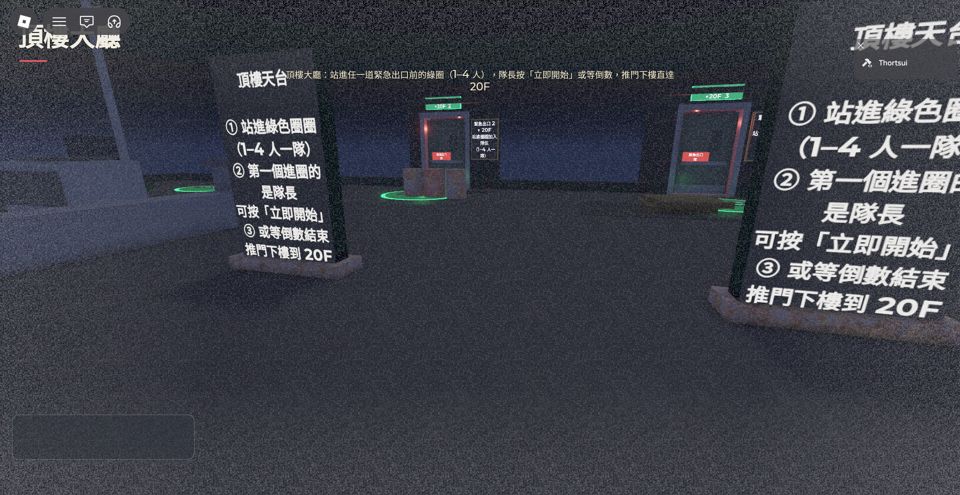 頂樓大廳
頂樓大廳：站進任一道緊急出口前的綠圈（1–4 人），隊長按「立即開始」或等倒數，推門下樓直達
20F
Thortsui
頂樓天台
① 站進綠色圈圈
（1–4 人一隊）
② 第一個進圈的
是隊長
可按「立即開始」
③ 或等倒數結束
推門下樓到 20F
緊急出口 2
頂樓天台
① 站進綠色圈
（1–4 人一隊
② 第一個進圈
是隊長
可按「立即開始」
③ 或等倒數結束
推門下樓到 20F